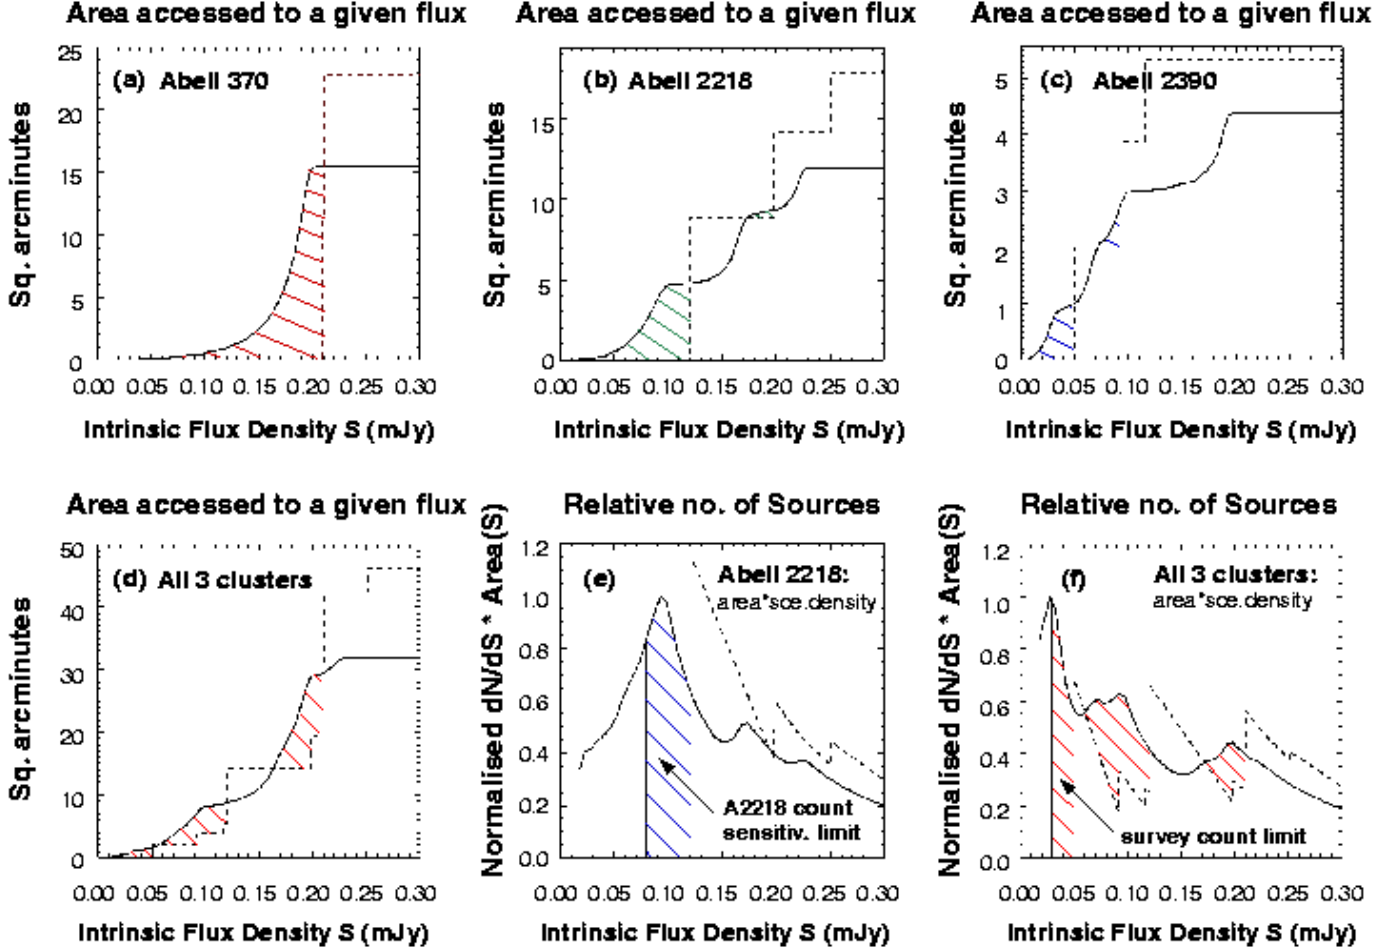 Area accessed to a given flux
Area accessed to a given flux
Area accessed to a given flux
Sq. arcminutes
25
20
15
10
5
0
(a) Abell 370
0.00 0.05 0.10 0.15 0.20 0.25 0.30
Intrinsic Flux Density S (mJy)
Sq. arcminutes
15
10
5
0
(b) Abell 2218
0.00 0.05 0.10 0.15 0.20 0.25 0.30
Intrinsic Flux Density S (mJy)
Sq. arcminutes
5
4
3
2
1
0
(c) Abell 2390
0.00 0.05 0.10 0.15 0.20 0.25 0.30
Intrinsic Flux Density S (mJy)
Area accessed to a given flux
Sq. arcminutes
50
40
30
20
10
0
(d) All 3 clusters
0.00 0.05 0.10 0.15 0.20 0.25 0.30
Intrinsic Flux Density S (mJy)
Relative no. of Sources
Normalised dN/dS * Area(S)
1.2
1.0
0.8
0.6
0.4
0.2
0.0
(e) Abell 2218:
area*sce.density
A2218 count
sensitiv. limit
0.00 0.05 0.10 0.15 0.20 0.25 0.30
Intrinsic Flux Density S (mJy)
Relative no. of Sources
Normalised dN/dS * Area(S)
1.2
1.0
0.8
0.6
0.4
0.2
0.0
(f) All 3 clusters:
area*sce.density
survey count limit
0.00 0.05 0.10 0.15 0.20 0.25 0.30
Intrinsic Flux Density S (mJy)